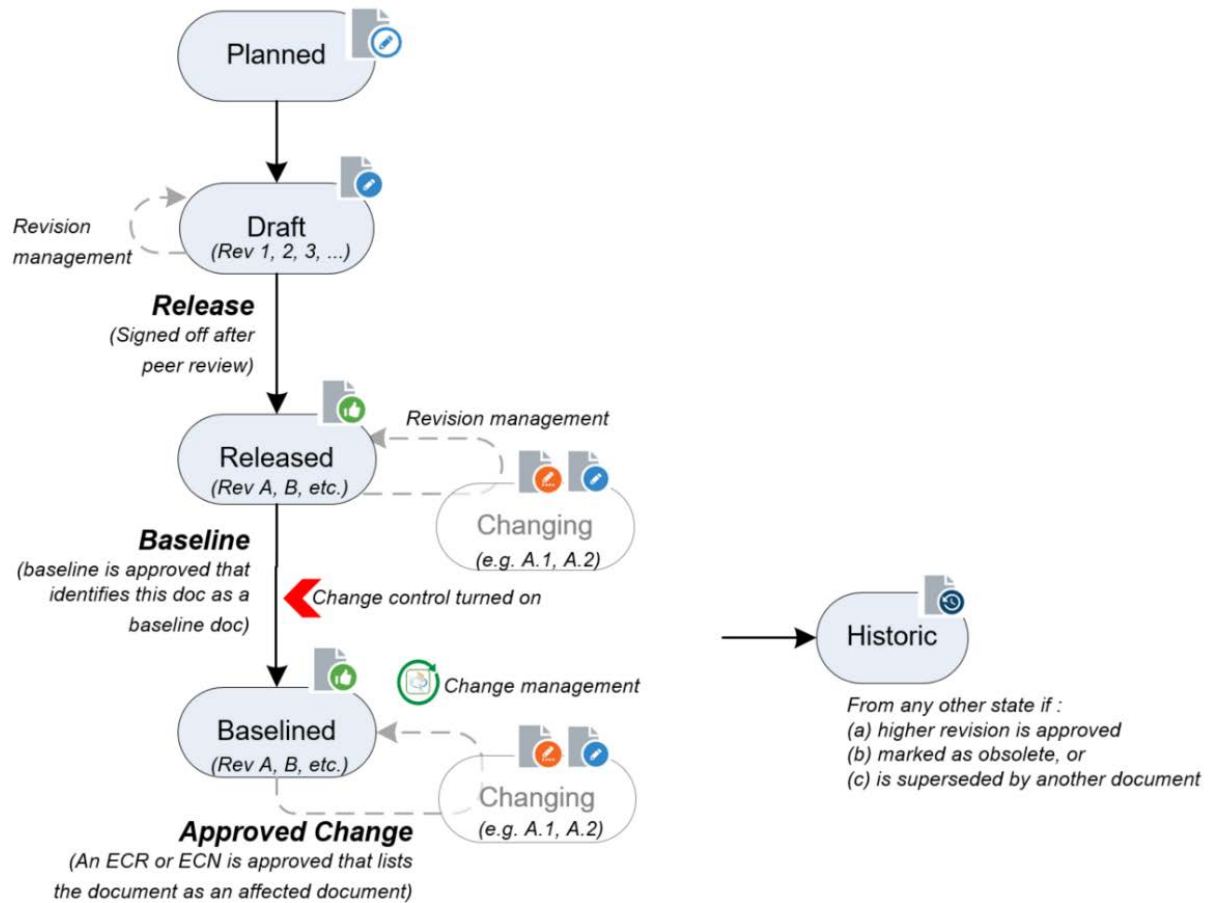 Planned
Revision
management
Draft
(Rev 1, 2, 3, ...)
Release
(Signed off after
peer review)
Revision management
Released
(Rev A, B, etc.)
Changing
(e.g. A.1, A.2)
Baseline
(baseline is approved that
identifies this doc as a
baseline doc)
Change control turned on
Historic
From any other state if :
(a) higher revision is approved
(b) marked as obsolete, or
(c) is superseded by another document
Change management
Baselined
(Rev A, B, etc.)
Changing
(e.g. A.1, A.2)
Approved Change
(An ECR or ECN is approved that lists
the document as an affected document)